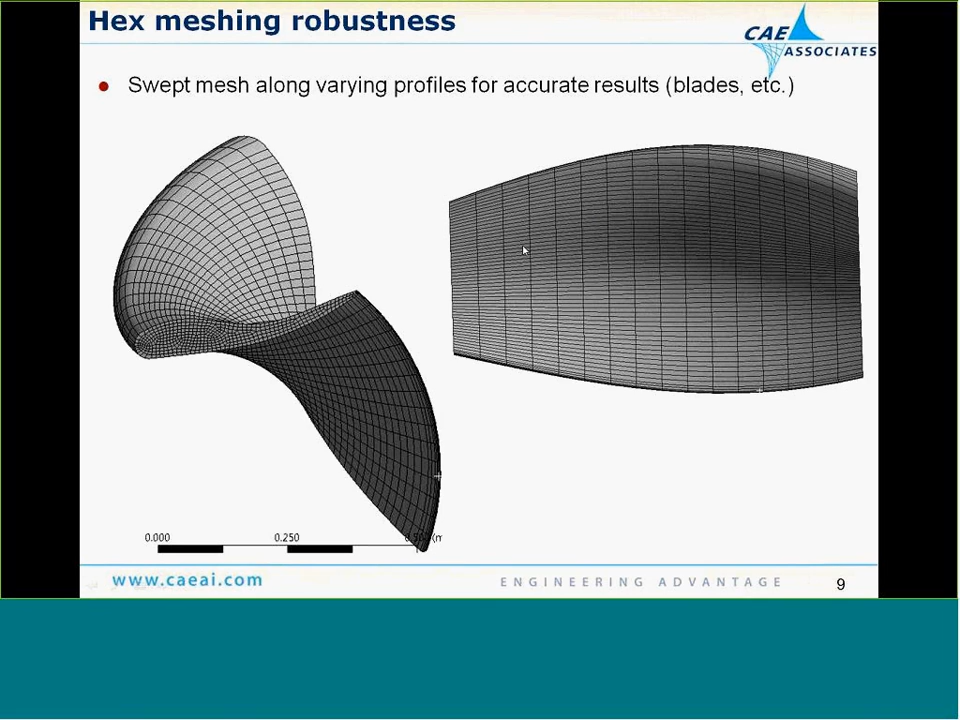 Hex meshing robustness
CAE
ASSOCIATES
Swept mesh along varying profiles for accurate results (blades, etc.)
0.000 0.250
www.caeai.com
ENGINEERING ADVANTAGE
9